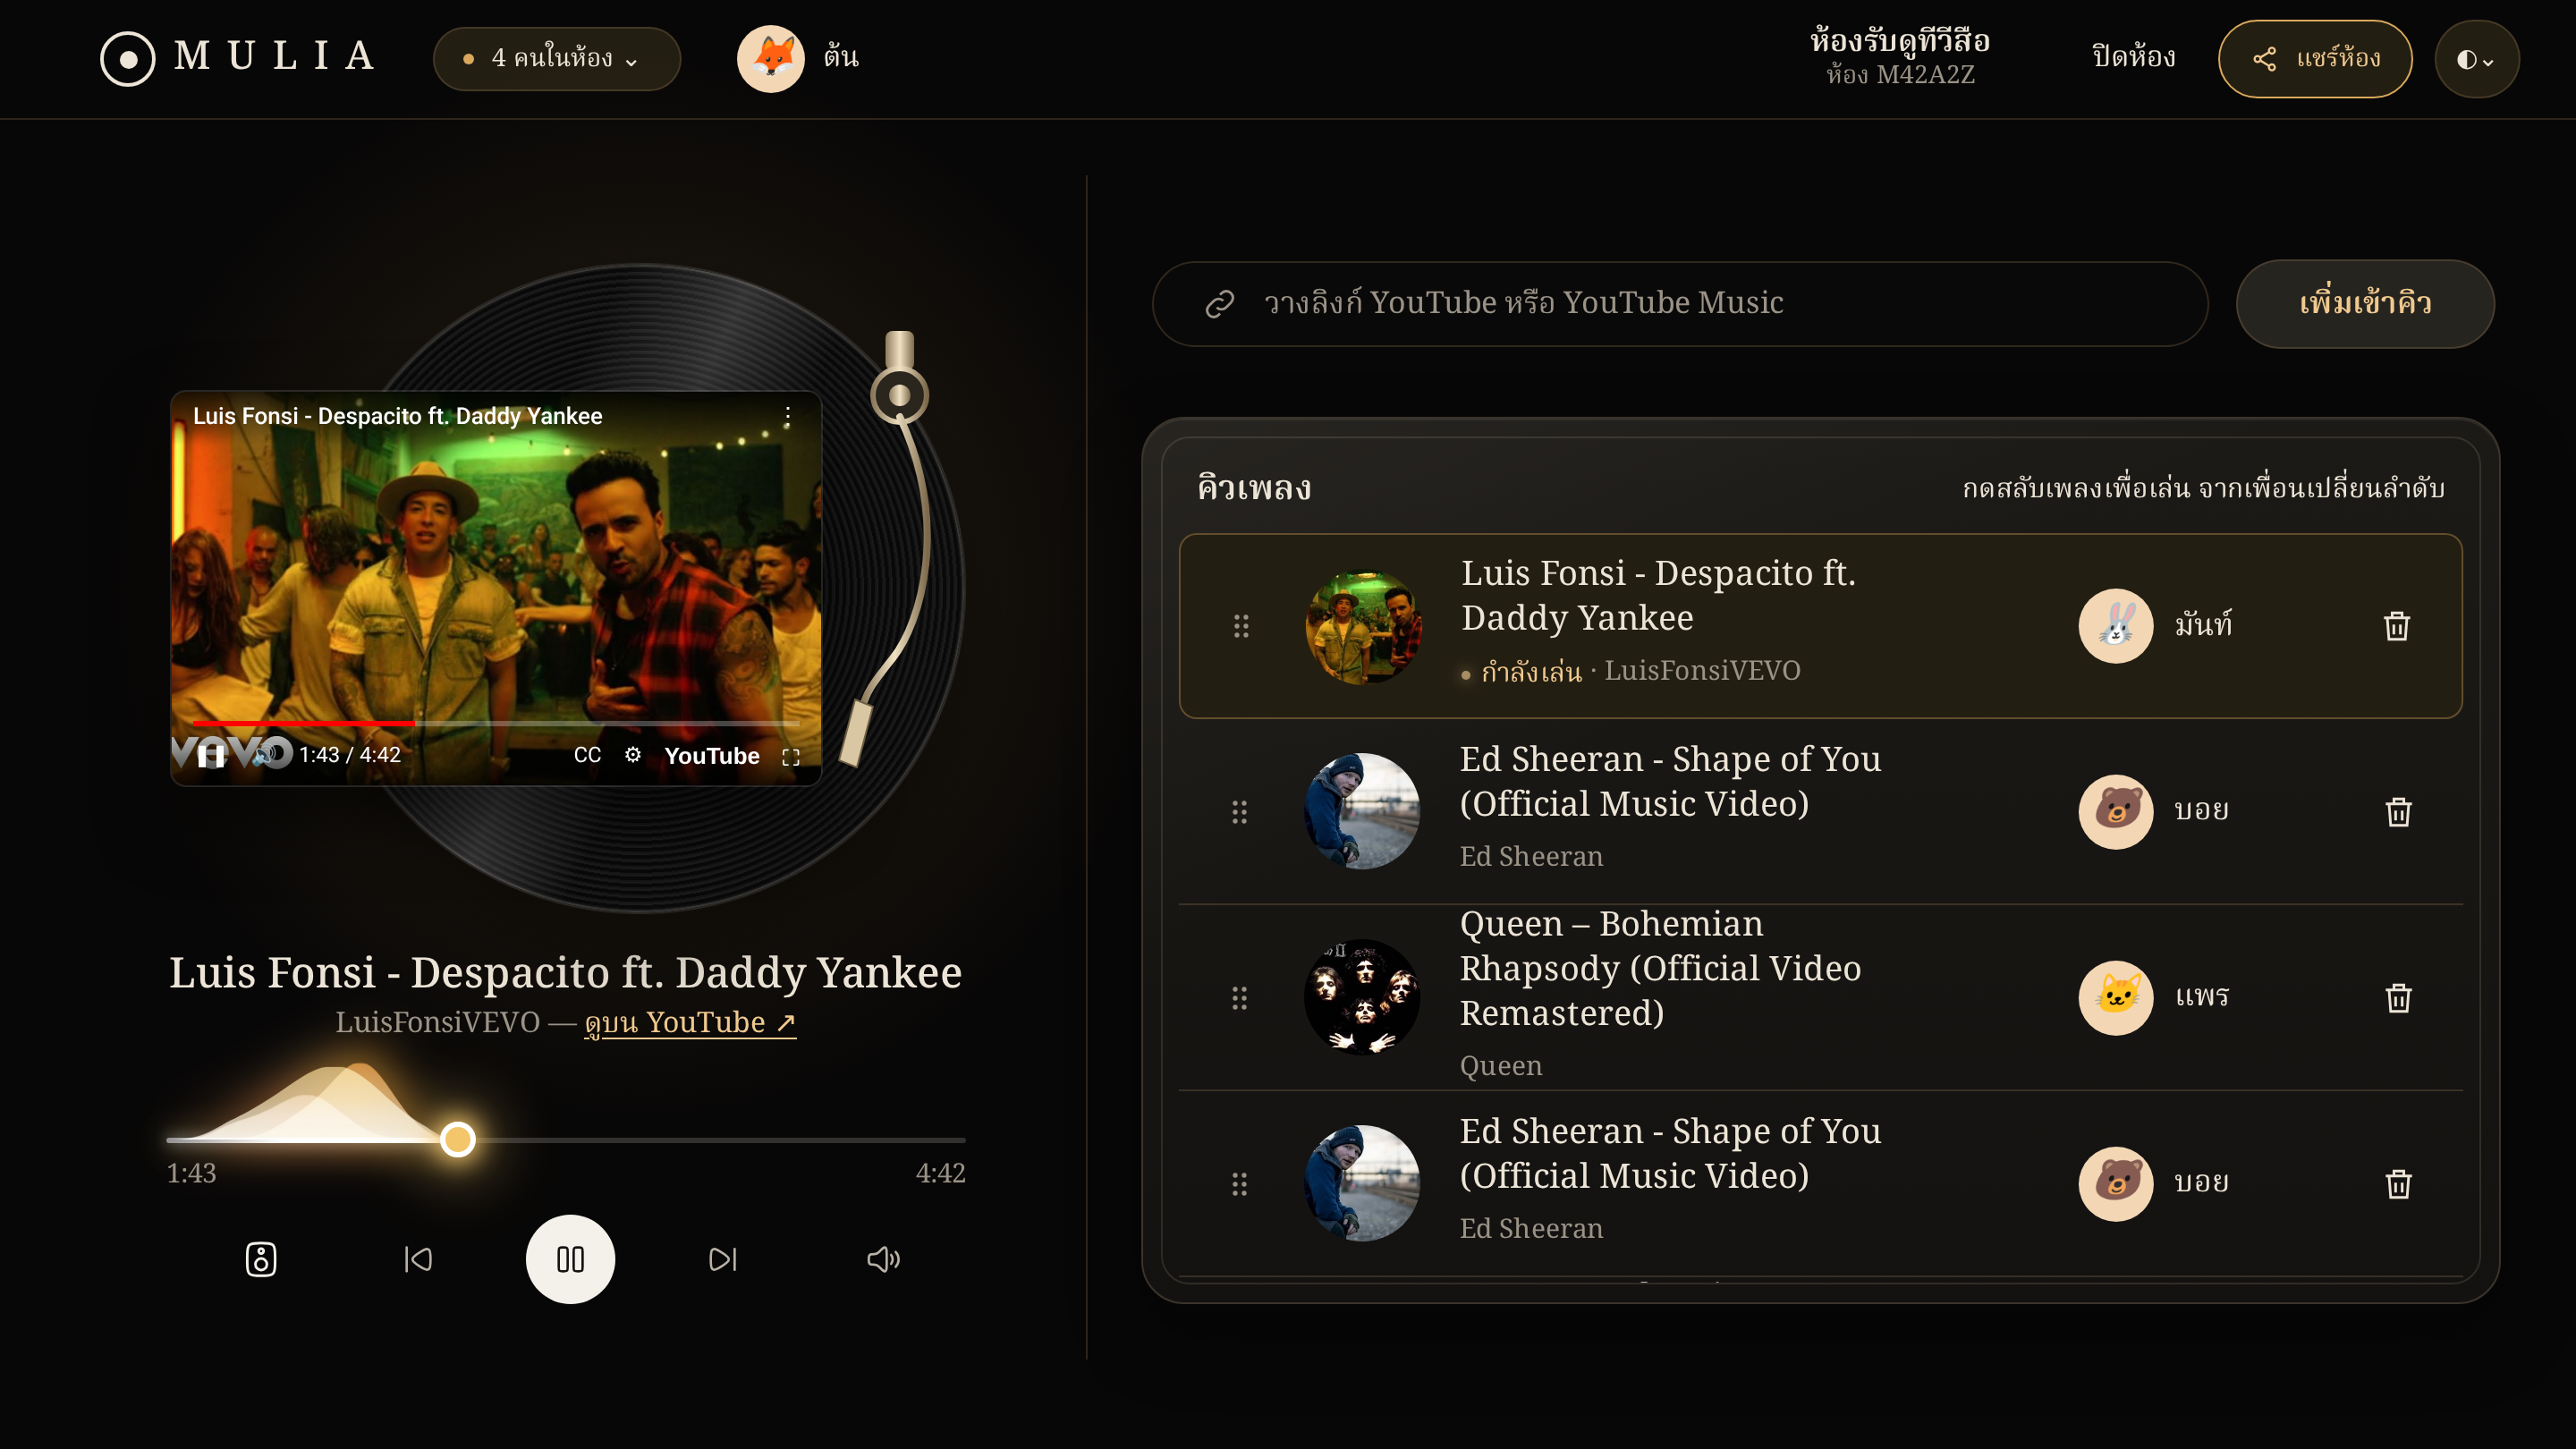 MULIA
4 คนในห้อง
ต้น
ห้องรับดูทีวีสือ
ห้อง M42A2Z
ปิดห้อง
แชร์ห้อง
Luis Fonsi - Despacito ft. Daddy Yankee
vevo
1:43 / 4:42
CC
YouTube
Luis Fonsi - Despacito ft. Daddy Yankee
LuisFonsiVEVO — ดูบน YouTube ↗
1:43
4:42
วางลิงก์ YouTube หรือ YouTube Music
เพิ่มเข้าคิว
คิวเพลง
กดสลับเพลงเพื่อเล่น จากเพื่อนเปลี่ยนลำดับ
Luis Fonsi - Despacito ft.
Daddy Yankee
กำลังเล่น · LuisFonsiVEVO
มันท์
Ed Sheeran - Shape of You
(Official Music Video)
Ed Sheeran
บอย
Queen – Bohemian
Rhapsody (Official Video
Remastered)
Queen
แพร
Ed Sheeran - Shape of You
(Official Music Video)
Ed Sheeran
บอย